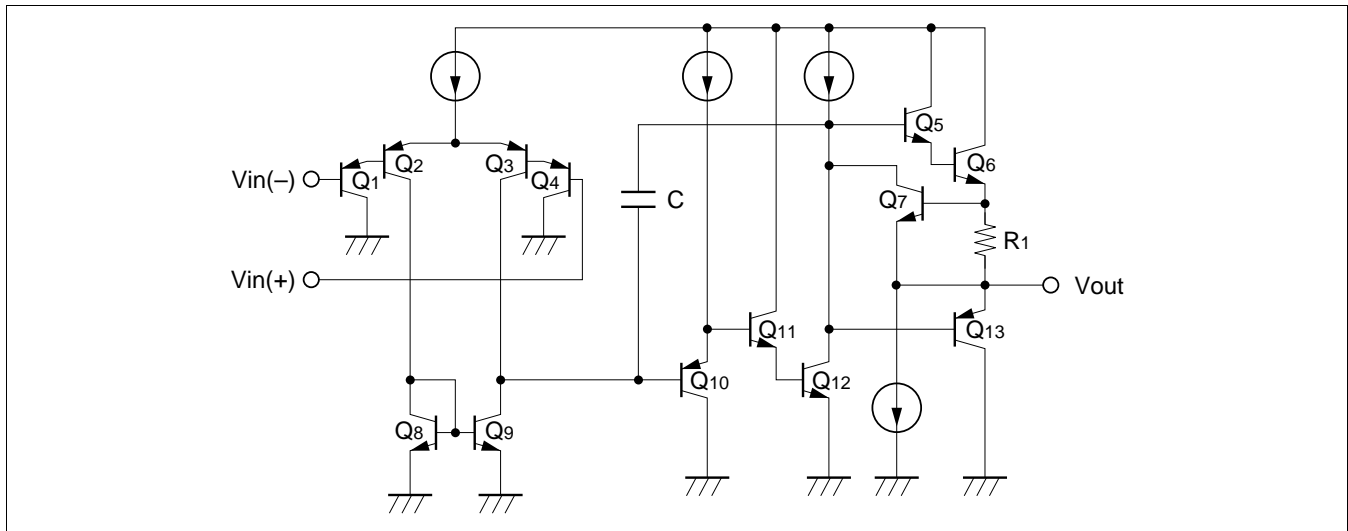 Q5
Q6
Vin(–)
Q1
Q2
Q3
Q4
C
Q7
R1
Vin(+)
Vout
Q11
Q13
Q10
Q12
Q8
Q9